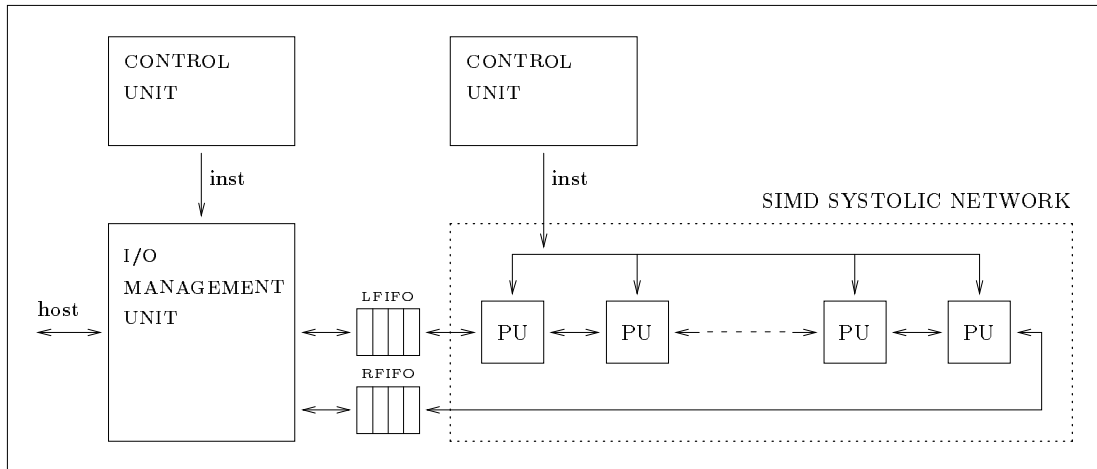 CONTROL
UNIT
CONTROL
UNIT
inst
inst
SIMD SYSTOLIC NETWORK
I/O
MANAGEMENT
UNIT
host
LFIFO
PU
PU
PU
PU
RFIFO